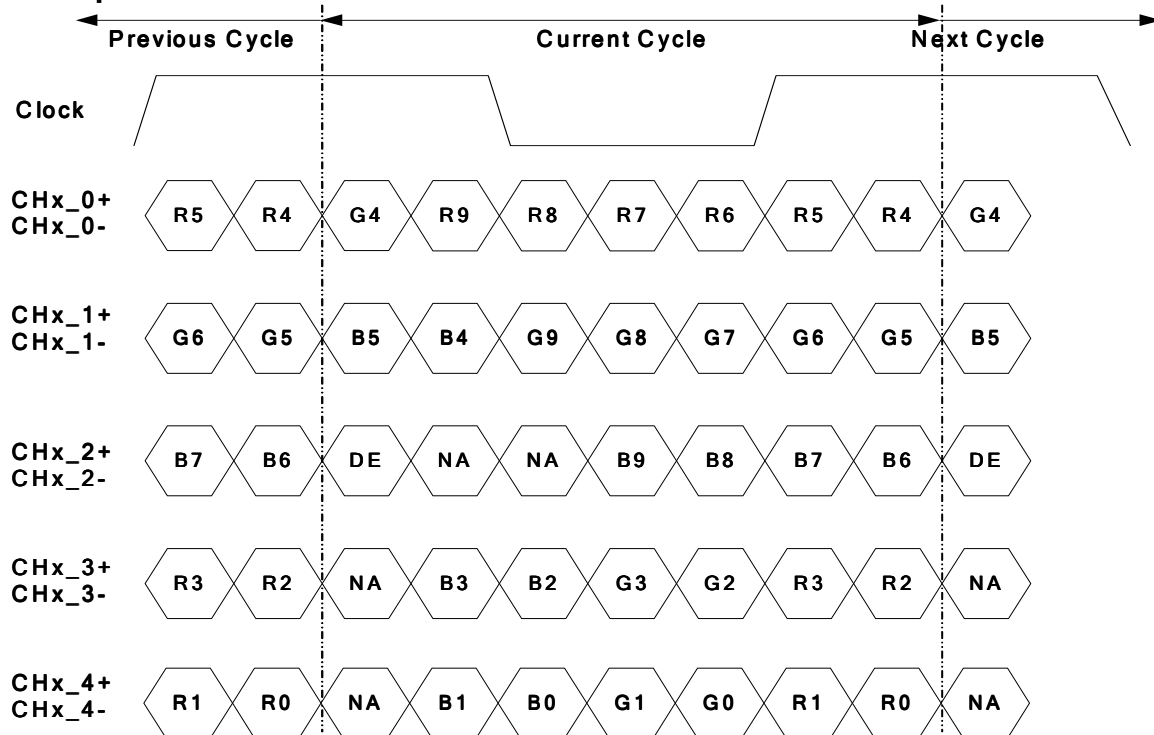 Previous Cycle Current Cycle Next Cycle
Clock
CHx_0+
CHx_0-
R5 R4 G4 R9 R8 R7 R6 R5 R4 G4
CHx_1+
CHx_1-
G6 G5 B5 B4 G9 G8 G7 G6 G5 B5
CHx_2+
CHx_2-
B7 B6 DE NA NA B9 B8 B7 B6 DE
CHx_3+
CHx_3-
R3 R2 NA B3 B2 G3 G2 R3 R2 NA
CHx_4+
CHx_4-
R1 R0 NA B1 B0 G1 G0 R1 R0 NA